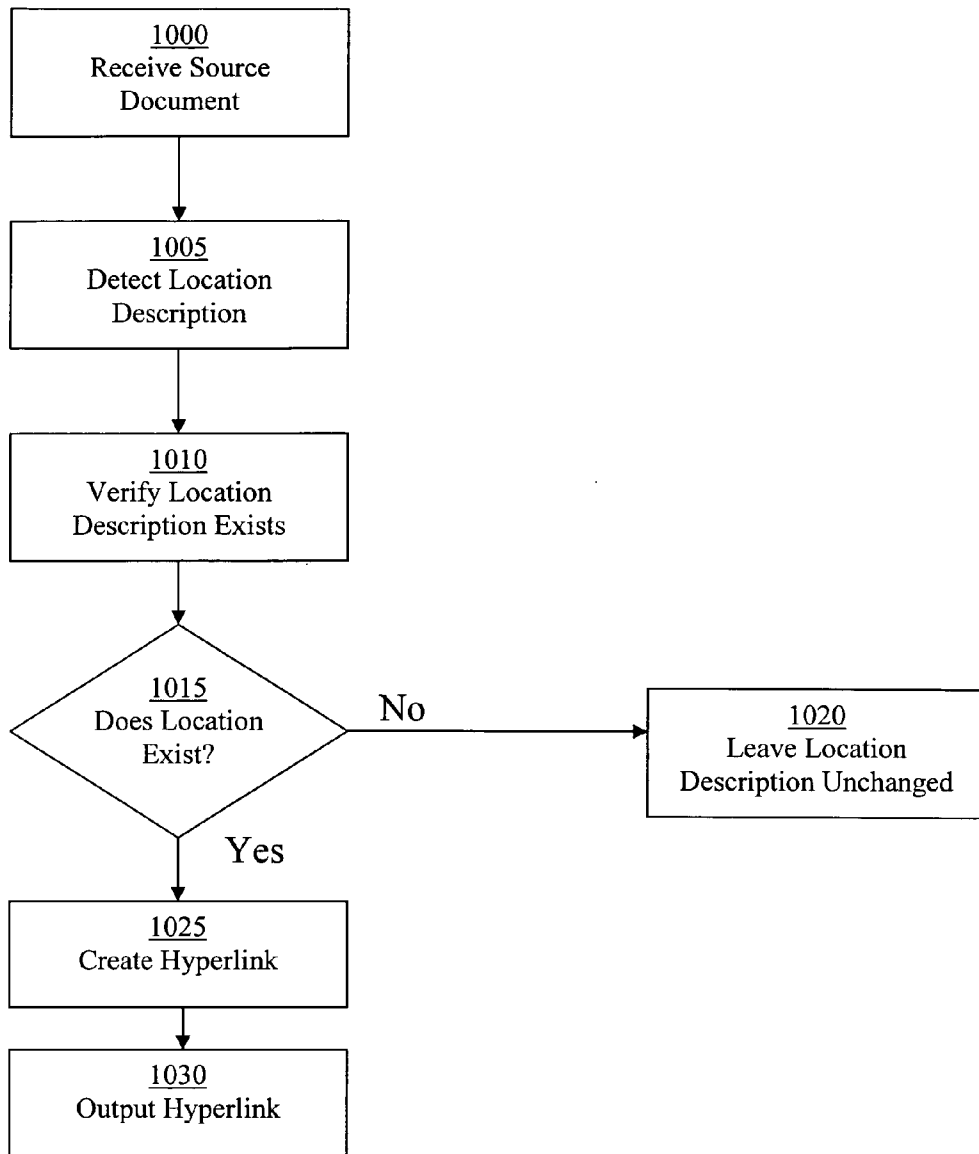 1000
Receive Source
Document
1005
Detect Location
Description
1010
Verify Location
Description Exists
1015
Does Location
Exist?
No
1020
Leave Location
Description Unchanged
Yes
1025
Create Hyperlink
1030
Output Hyperlink